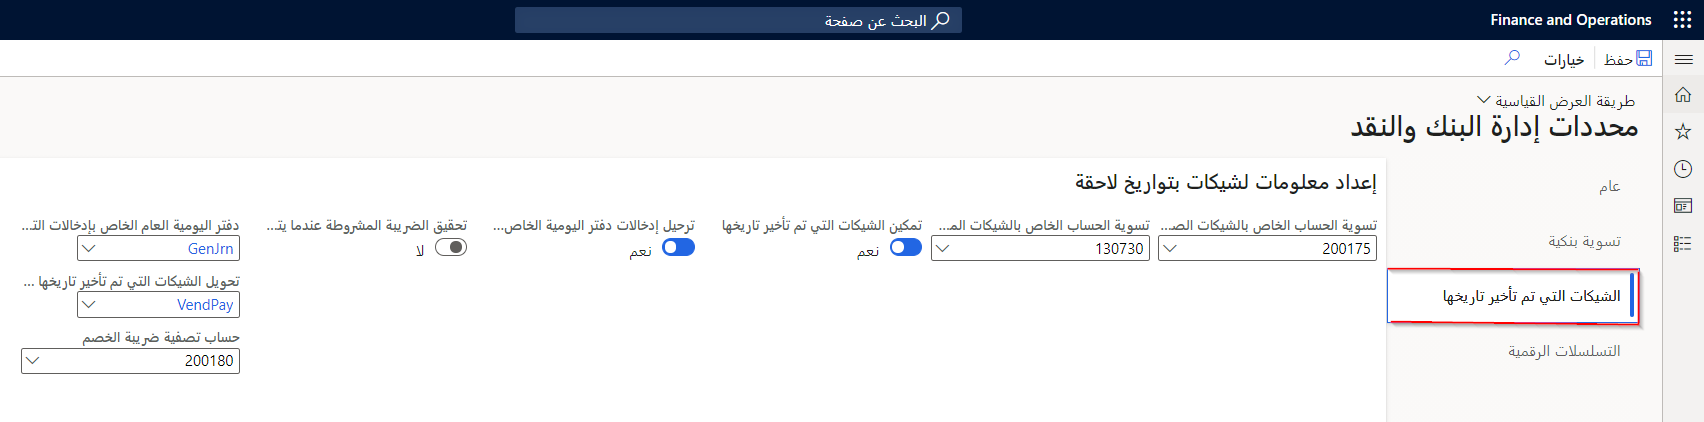 Finance and Operations
البحث عن صفحة
حفظ
خيارات
طريقة العرض القياسية
محددات إدارة البنك والنقد
عام
تسوية بنكية
الشيكات التي تم تأخير تاريخها
التسلسلات الرقمية
إعداد معلومات لشيكات بتواريخ لاحقة
تسوية الحساب الخاص بالشيكات الصـ...
200175
تسوية الحساب الخاص بالشيكات المـ...
130730
تمكين الشيكات التي تم تأخير تاريخها
نعم
ترحيل إدخالات دفتر اليومية الخاص...
نعم
تحقيق الضريبة المشروطة عندما يتـ...
لا
دفتر اليومية العام الخاص بإدخالات التـ...
GenJrn
تحويل الشيكات التي تم تأخير تاريخها ...
VendPay
حساب تصفية ضريبة الخصم
200180